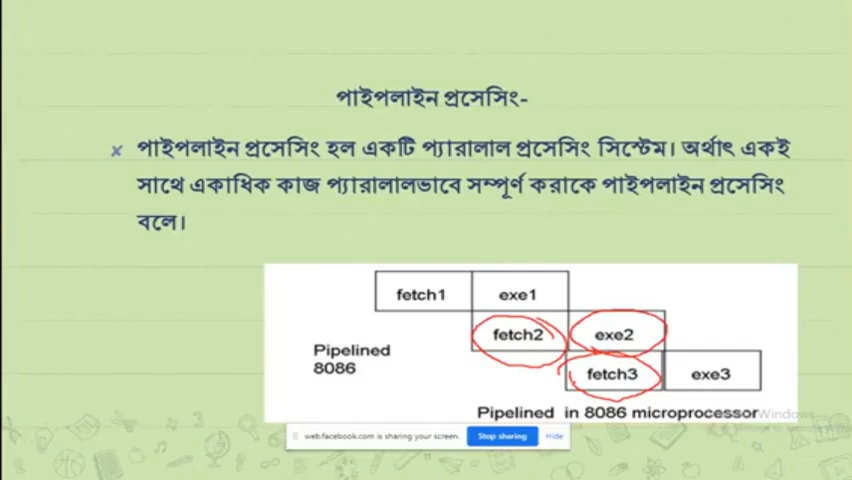 পাইপলাইন প্রসেসিং-
পাইপলাইন প্রসেসিং হল একটি প্যারালাল প্রসেসিং সিস্টেম। অর্থাৎ একই
সাথে একাধিক কাজ প্যারালালভাবে সম্পূর্ণ করাকে পাইপলাইন প্রসেসিং
বলে।
fetch1 exe1
fetch2 exe2
Pipelined
8086
fetch3 exe3
Pipelined in 8086 microprocessor
Windows
web.facebook.com is sharing your screen. Stop sharing Hide